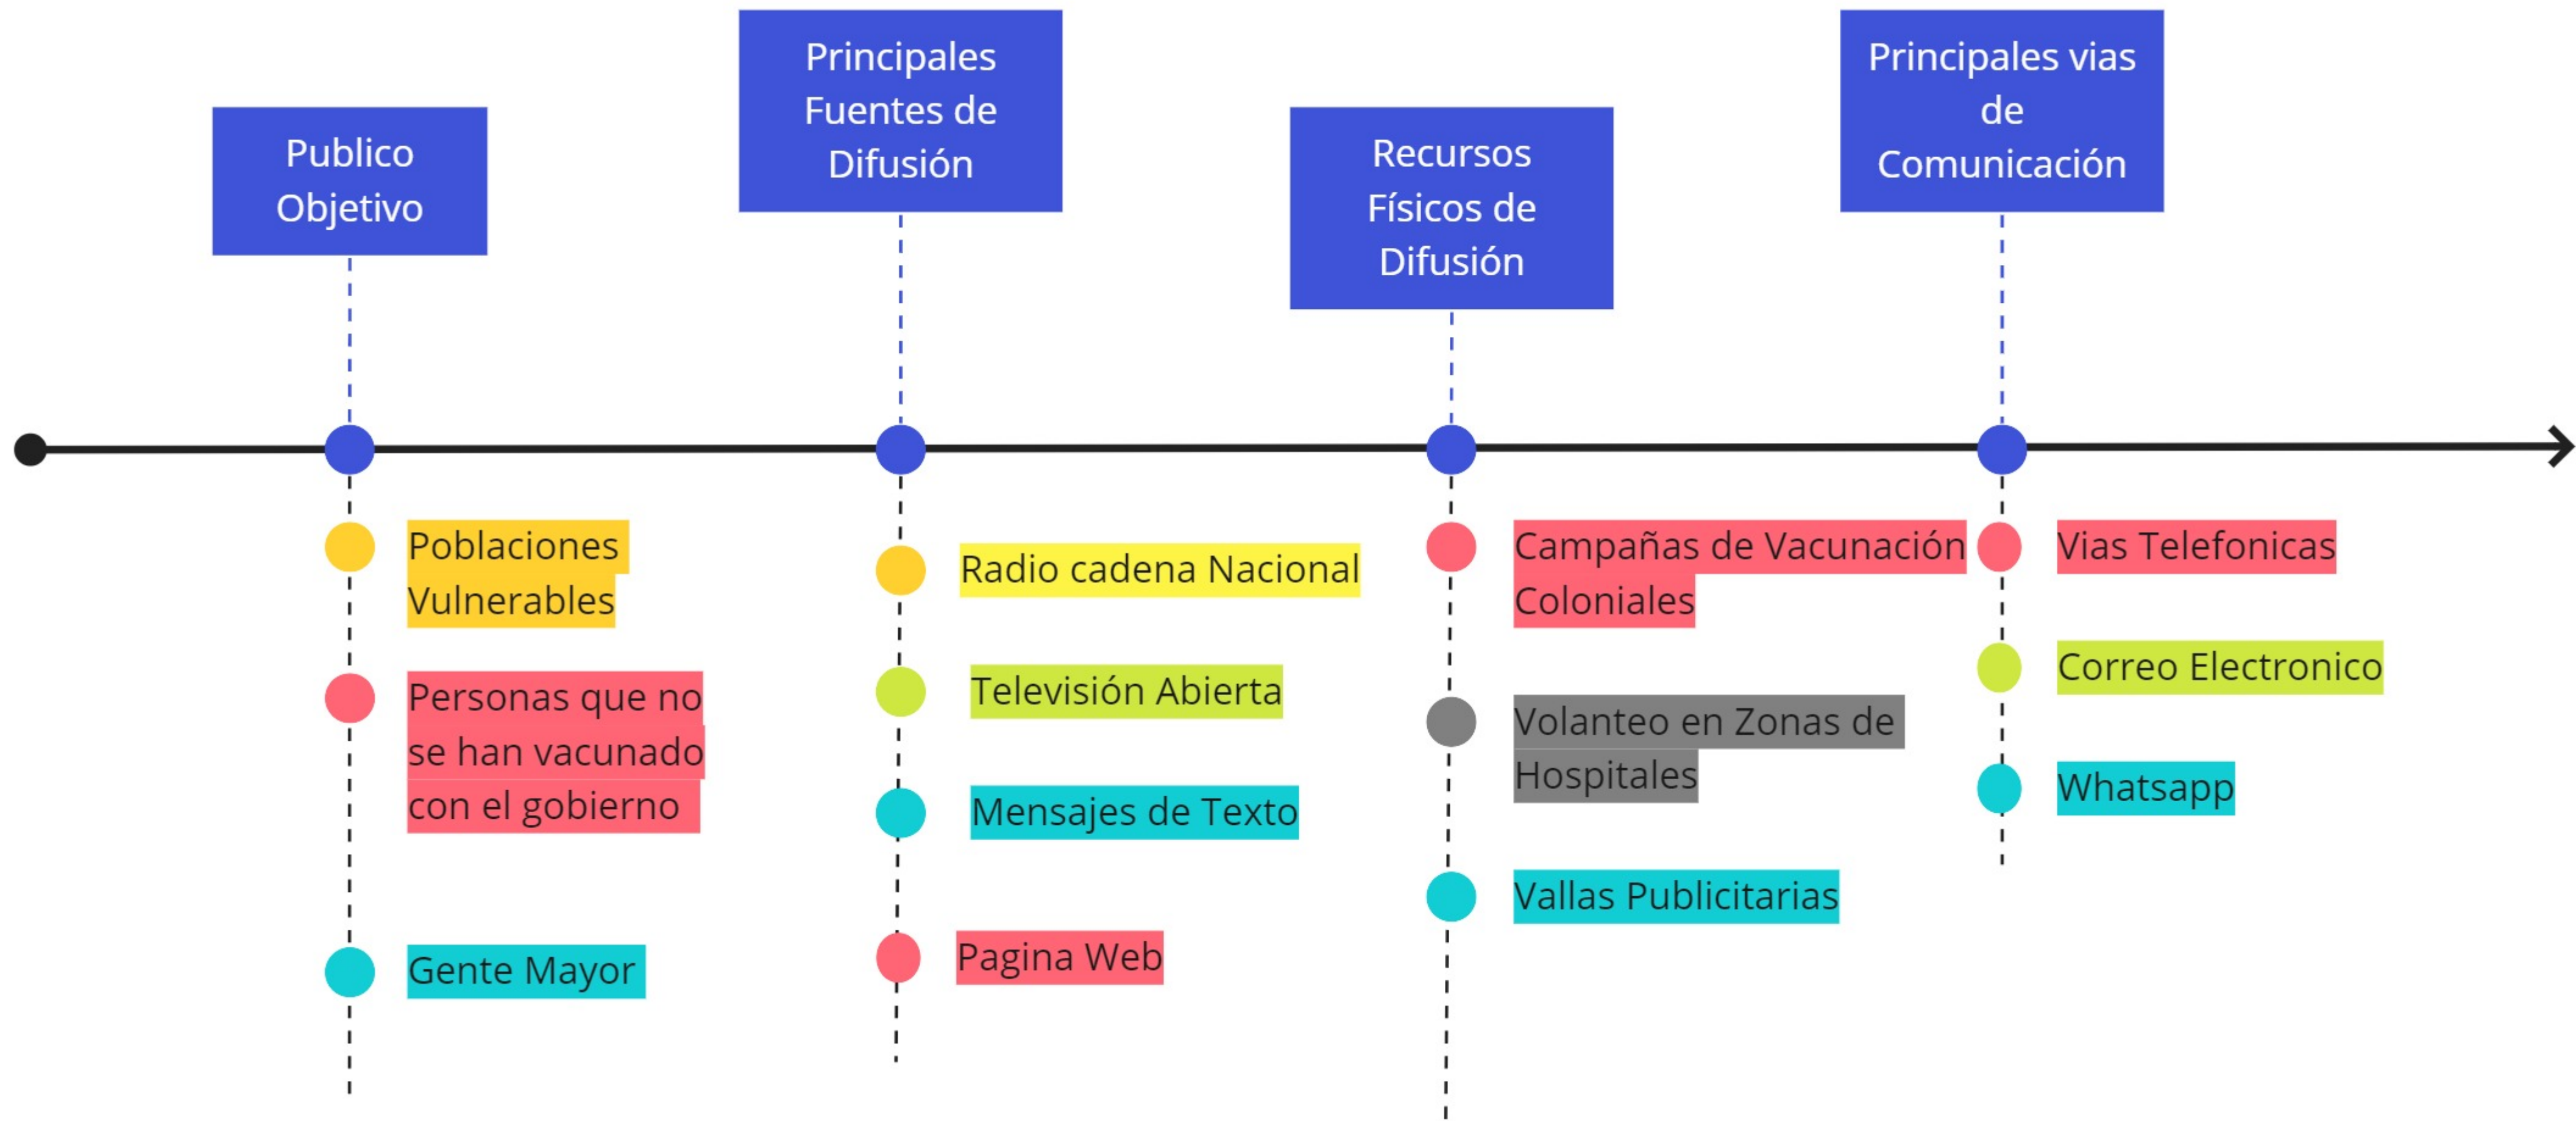 Publico
Objetivo
Principales
Fuentes de
Difusión
Recursos
Físicos de
Difusión
Principales vias
de
Comunicación
Poblaciones
Vulnerables
Personas que no
se han vacunado
con el gobierno
Gente Mayor
Radio cadena Nacional
Televisión Abierta
Mensajes de Texto
Pagina Web
Campañas de Vacunación
Coloniales
Volanteo en Zonas de
Hospitales
Vallas Publicitarias
Vias Telefonicas
Correo Electronico
Whatsapp